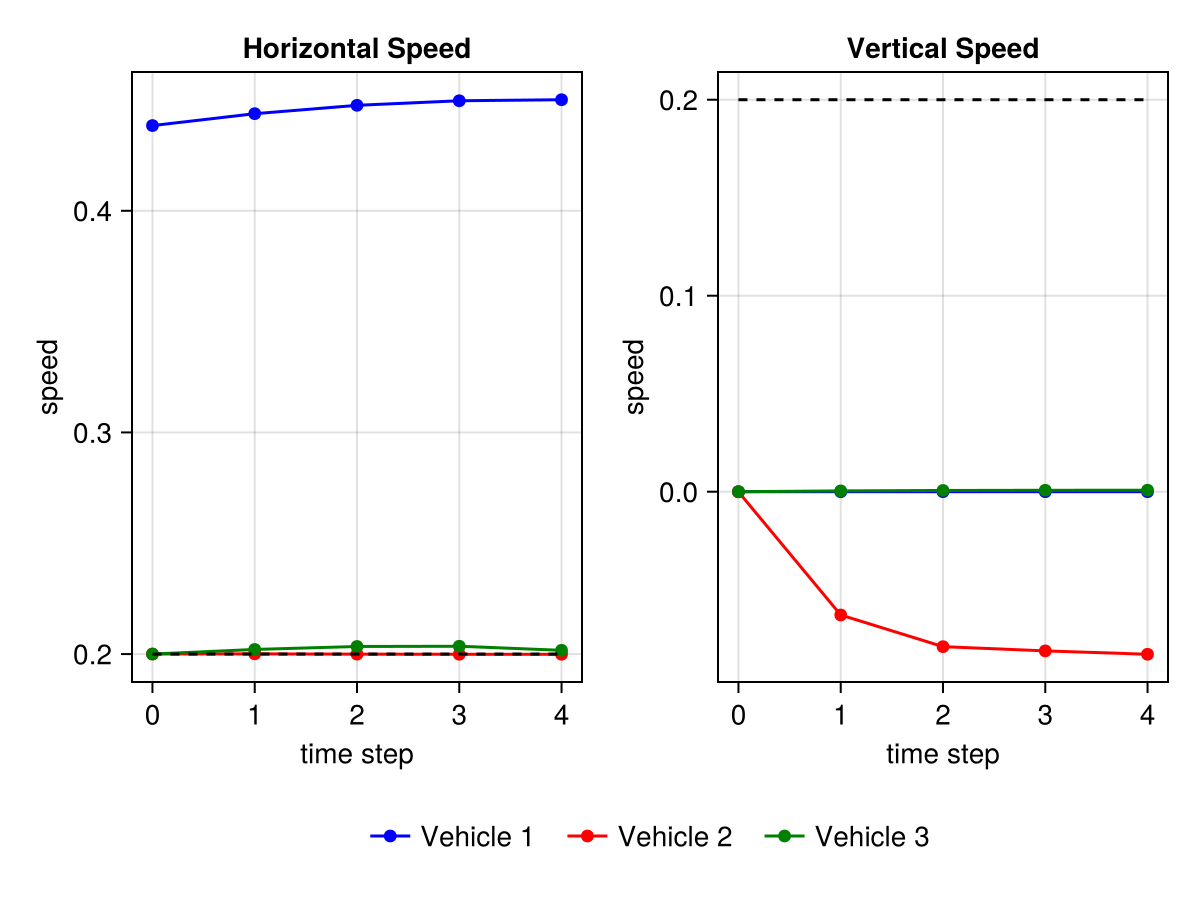 Horizontal Speed
Vertical Speed
speed
0.4
0.3
0.2
0 1 2 3 4
time step
speed
0.2
0.1
0.0
0 1 2 3 4
time step
Vehicle 1 Vehicle 2 Vehicle 3